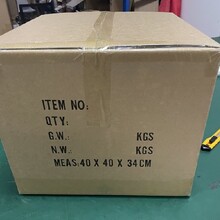 ITEM NO:
QTY:
G.W.: KGS
N.W.: KGS
MEAS:40 X 40 X 34CM